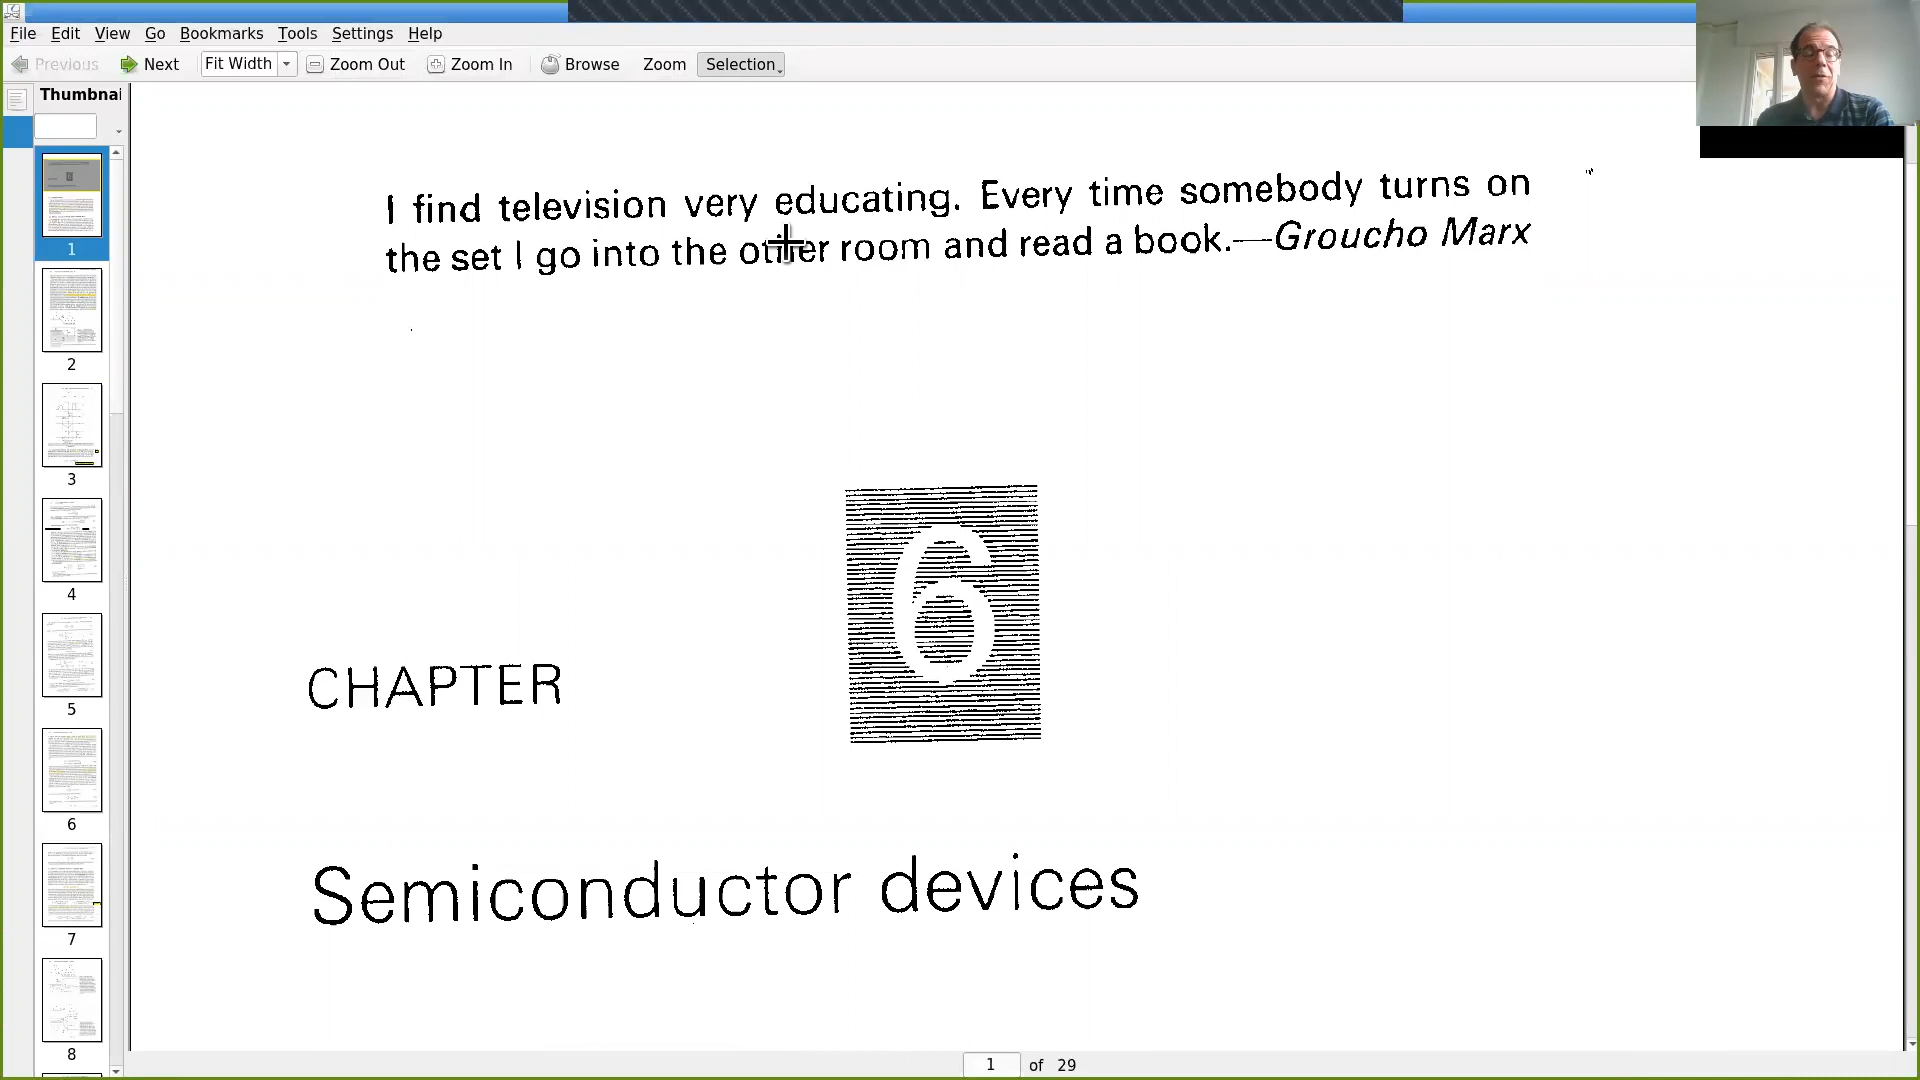 File Edit View Go Bookmarks Tools Settings Help
Previous Next Fit Width Zoom Out Zoom In Browse Zoom Selection
Thumbnai
I find television very educating. Every time somebody turns on
the set I go into the other room and read a book.—Groucho Marx
6
CHAPTER
Semiconductor devices
1
2
3
4
5
6
7
8
1 of 29